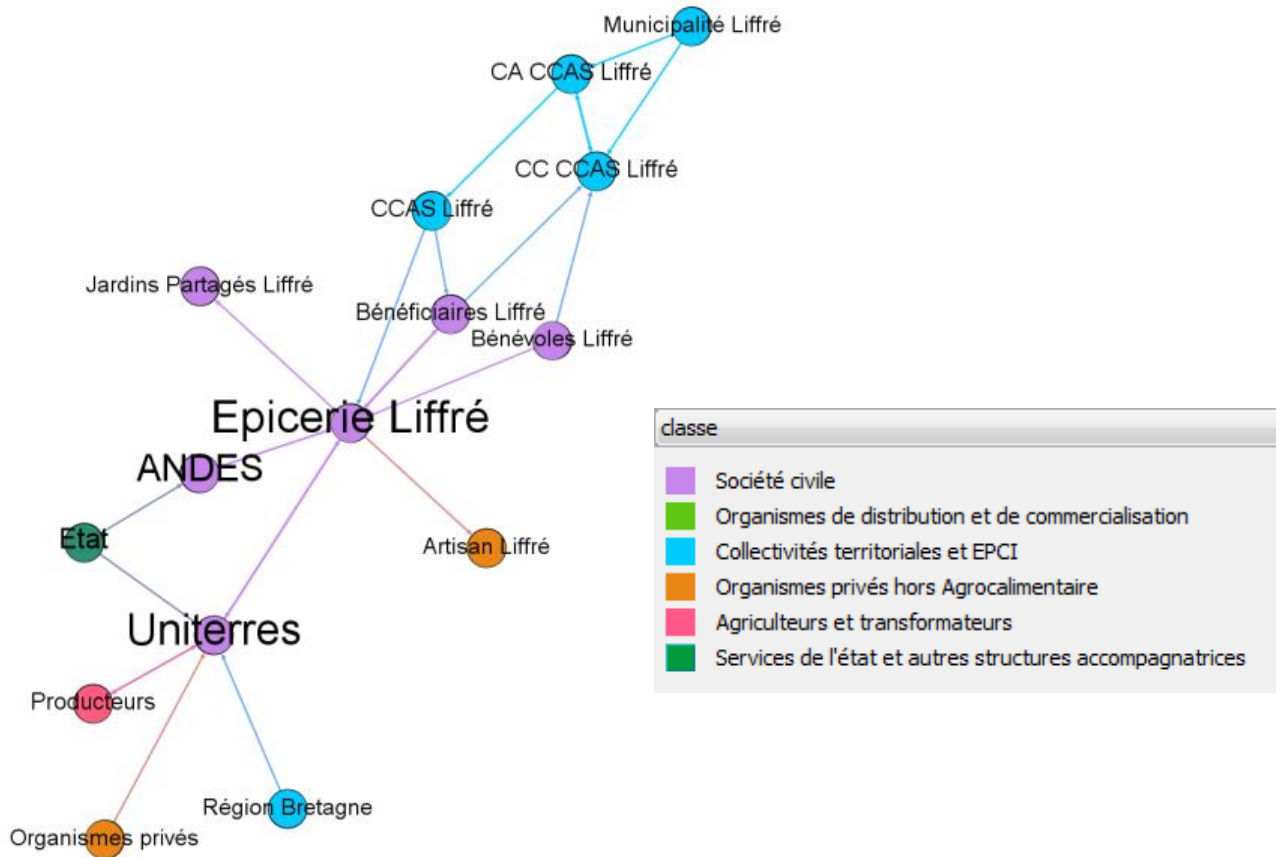 Municipalité Liffré
CA CCAS Liffré
CC CCAS Liffré
CCAS Liffré
Jardins Partagés Liffré
Bénéficiaires Liffré
Bénévoles Liffré
Epicerie Liffré
ANDES
Etat
Artisan Liffré
Uniterres
Producteurs
Région Bretagne
Organismes privés
classe
Société civile
Organismes de distribution et de commercialisation
Collectivités territoriales et EPCI
Organismes privés hors Agrocalimentaire
Agriculteurs et transformateurs
Services de l'état et autres structures accompagnatrices